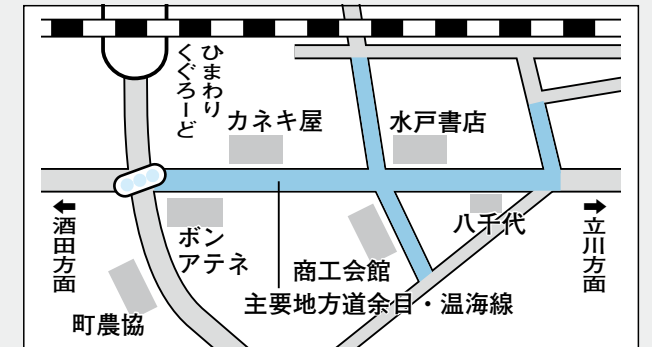 ひまわり
くぐろーど
カネキ屋
水戸書店
←酒田方面
ボン
アテネ
商工会館
八千代
→立川方面
主要地方道余目・温海線
町農協